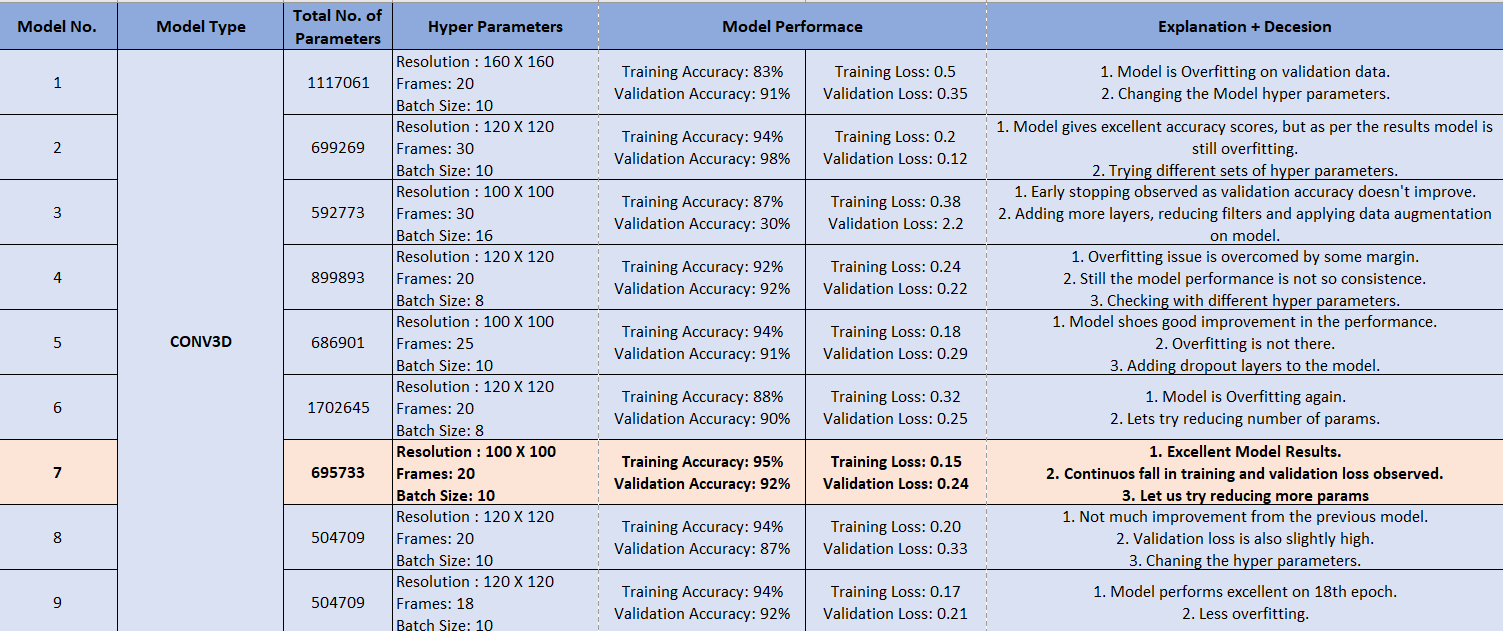 Model No.
Model Type
Total No. of
Parameters
Hyper Parameters
Model Performace
Explanation + Decesion
1
CONV3D
1117061
Resolution : 160 X 160
Frames: 20
Batch Size: 10
Training Accuracy: 83%
Validation Accuracy: 91%
Training Loss: 0.5
Validation Loss: 0.35
1. Model is Overfitting on validation data.
2. Changing the Model hyper parameters.
2
699269
Resolution : 120 X 120
Frames: 30
Batch Size: 10
Training Accuracy: 94%
Validation Accuracy: 98%
Training Loss: 0.2
Validation Loss: 0.12
1. Model gives excellent accuracy scores, but as per the results model is
still overfitting.
2. Trying different sets of hyper parameters.
3
592773
Resolution : 100 X 100
Frames: 30
Batch Size: 16
Training Accuracy: 87%
Validation Accuracy: 30%
Training Loss: 0.38
Validation Loss: 2.2
1. Early stopping observed as validation accuracy doesn't improve.
2. Adding more layers, reducing filters and applying data augmentation
on model.
4
899893
Resolution : 120 X 120
Frames: 20
Batch Size: 8
Training Accuracy: 92%
Validation Accuracy: 92%
Training Loss: 0.24
Validation Loss: 0.22
1. Overfitting issue is overcomed by some margin.
2. Still the model performance is not so consistence.
3. Checking with different hyper parameters.
5
686901
Resolution : 100 X 100
Frames: 25
Batch Size: 10
Training Accuracy: 94%
Validation Accuracy: 91%
Training Loss: 0.18
Validation Loss: 0.29
1. Model shoes good improvement in the performance.
2. Overfitting is not there.
3. Adding dropout layers to the model.
6
1702645
Resolution : 120 X 120
Frames: 20
Batch Size: 8
Training Accuracy: 88%
Validation Accuracy: 90%
Training Loss: 0.32
Validation Loss: 0.25
1. Model is Overfitting again.
2. Lets try reducing number of params.
7
695733
Resolution : 100 X 100
Frames: 20
Batch Size: 10
Training Accuracy: 95%
Validation Accuracy: 92%
Training Loss: 0.15
Validation Loss: 0.24
1. Excellent Model Results.
2. Continuos fall in training and validation loss observed.
3. Let us try reducing more params
8
504709
Resolution : 120 X 120
Frames: 20
Batch Size: 10
Training Accuracy: 94%
Validation Accuracy: 87%
Training Loss: 0.20
Validation Loss: 0.33
1. Not much improvement from the previous model.
2. Validation loss is also slightly high.
3. Chaning the hyper parameters.
9
504709
Resolution : 120 X 120
Frames: 18
Batch Size: 10
Training Accuracy: 94%
Validation Accuracy: 92%
Training Loss: 0.17
Validation Loss: 0.21
1. Model performs excellent on 18th epoch.
2. Less overfitting.